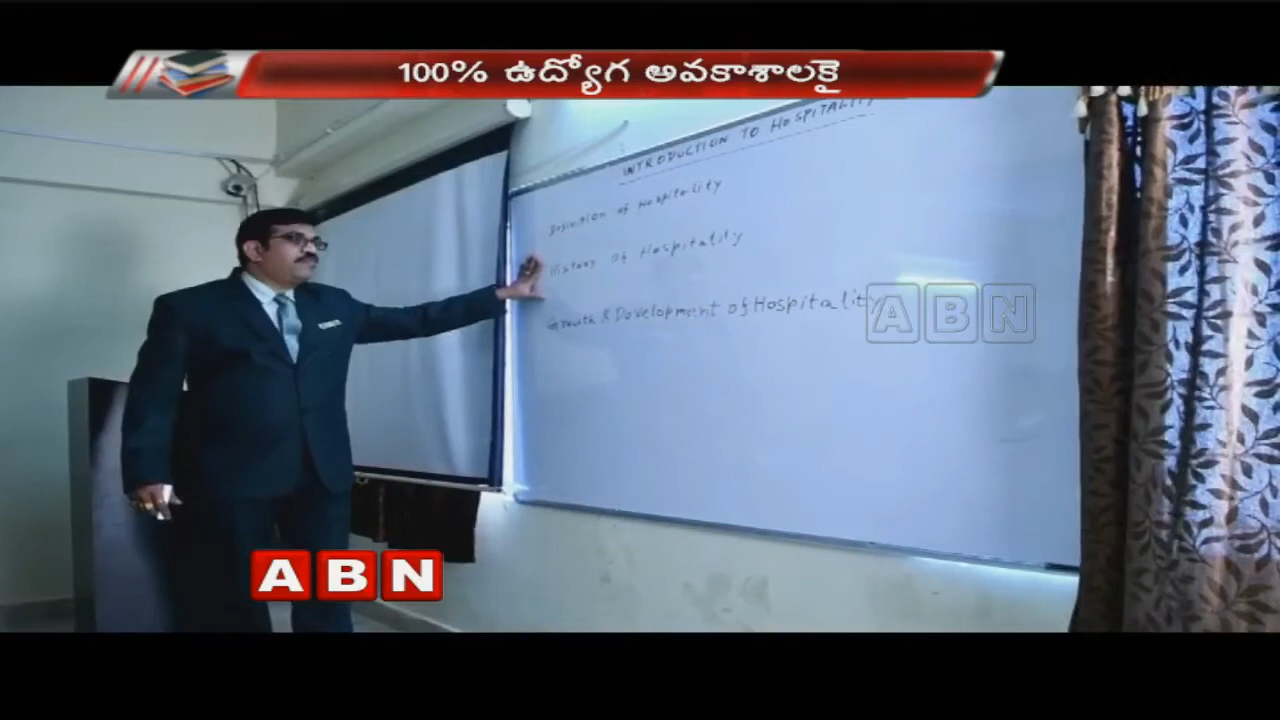 100% ఉద్యోగ అవకాశాలకై
INTRODUCTION TO HOSPITALITY
Definition of Hospitality
History of Hospitality
Growth & Development of Hospitality
ABN
ABN